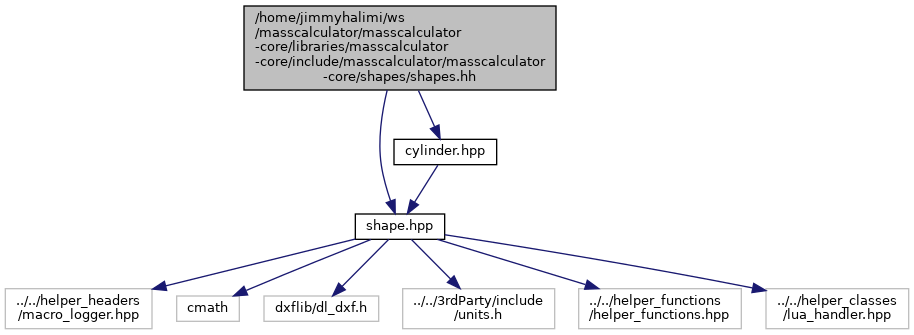 /home/jimmyhalimi/ws
/masscalculator/masscalculator
-core/libraries/masscalculator
-core/include/masscalculator/masscalculator
-core/shapes/shapes.hh
cylinder.hpp
shape.hpp
../../helper_headers
/macro_logger.hpp
cmath
dxflib/dl_dxf.h
../../3rdParty/include
/units.h
../../helper_functions
/helper_functions.hpp
../../helper_classes
/lua_handler.hpp